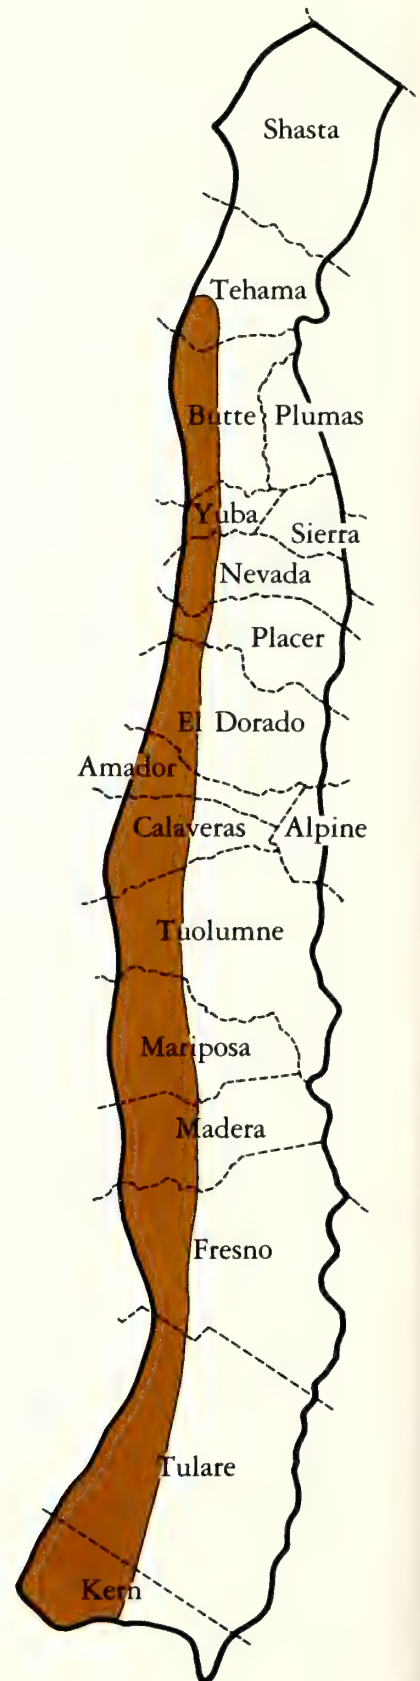 Shasta
Tehama
Butte
Plumas
Yuba
Sierra
Nevada
Placer
El Dorado
Amador
Calaveras
Alpine
Tuolumne
Mariposa
Madera
Fresno
Tulare
Kern